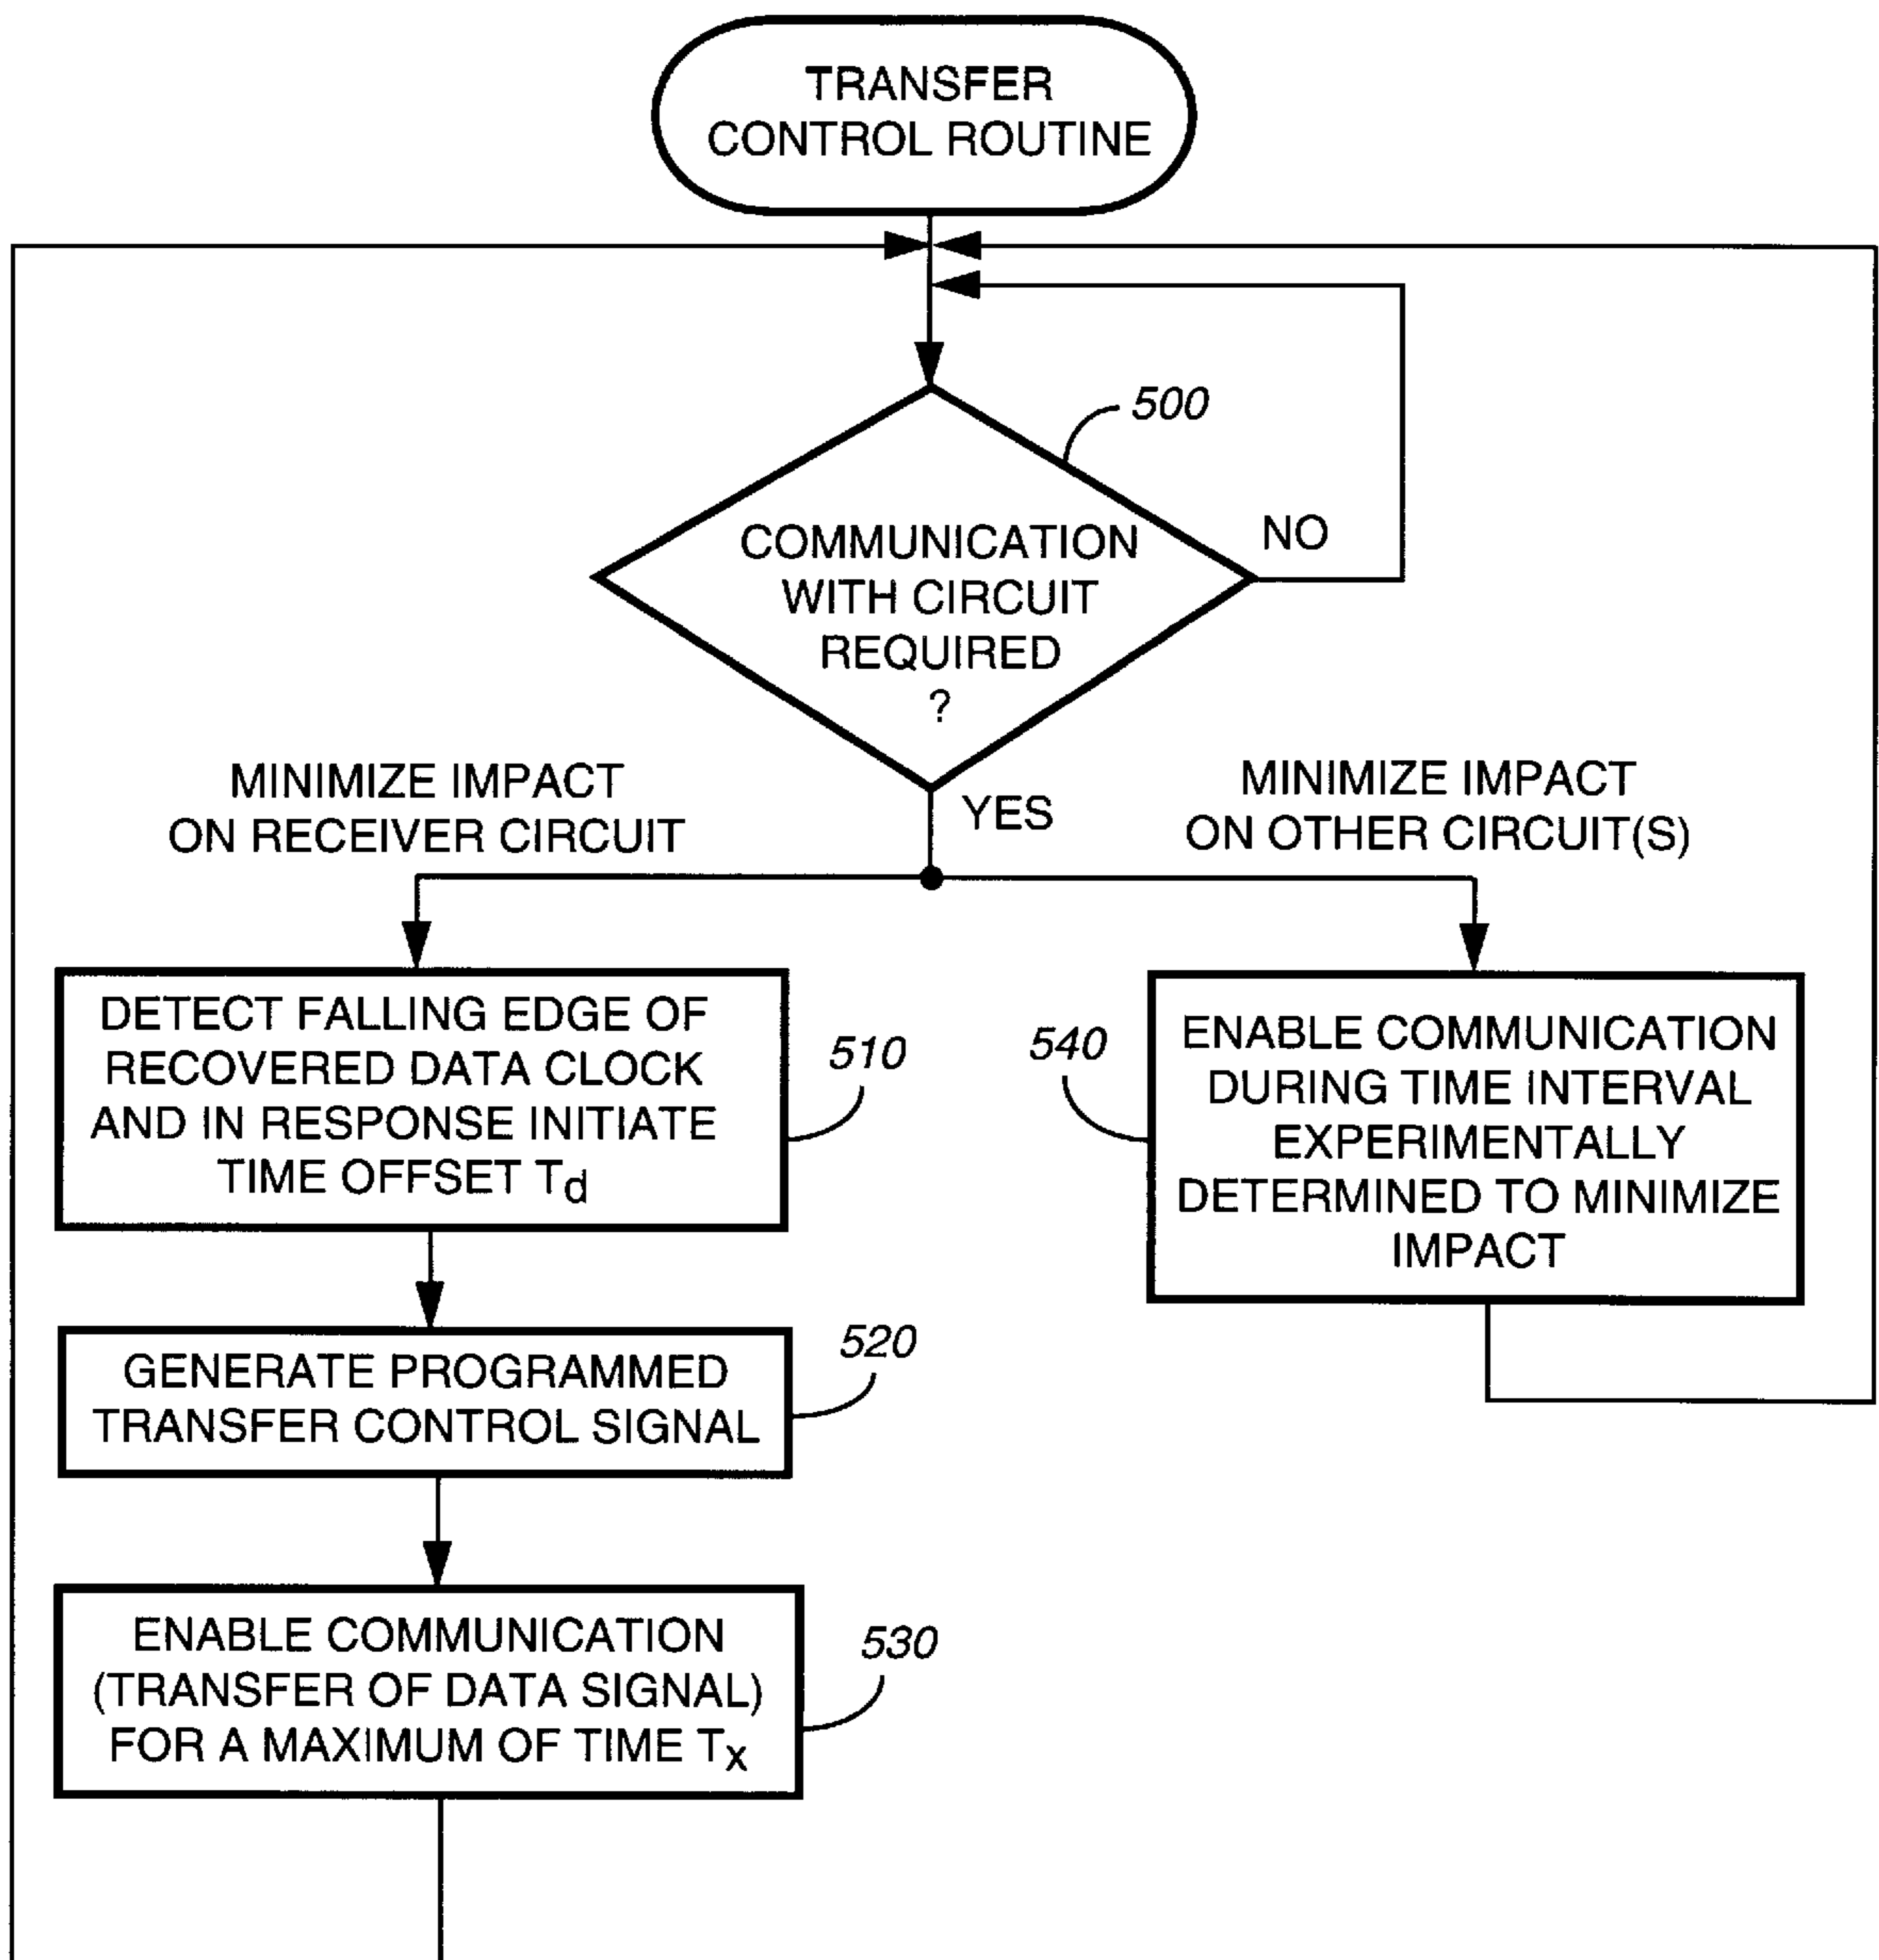 TRANSFER
CONTROL ROUTINE
500
COMMUNICATION
WITH CIRCUIT
REQUIRED
?
NO
YES
MINIMIZE IMPACT
ON RECEIVER CIRCUIT
MINIMIZE IMPACT
ON OTHER CIRCUIT(S)
DETECT FALLING EDGE OF
RECOVERED DATA CLOCK
AND IN RESPONSE INITIATE
TIME OFFSET Td
510
540
ENABLE COMMUNICATION
DURING TIME INTERVAL
EXPERIMENTALLY
DETERMINED TO MINIMIZE
IMPACT
GENERATE PROGRAMMED
TRANSFER CONTROL SIGNAL
520
ENABLE COMMUNICATION
(TRANSFER OF DATA SIGNAL)
FOR A MAXIMUM OF TIME Tx
530